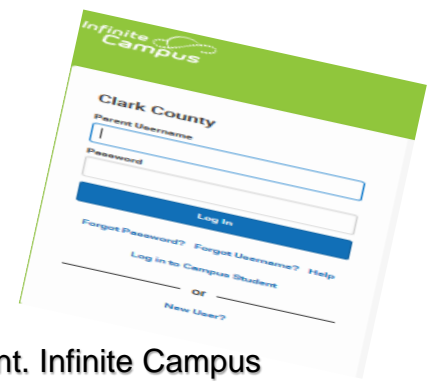 Infinite
Campus
Clark County
Parent Username
Password
Log In
Forgot Password? Forgot Username? Help
Log in to Campus Student
or
New User?
nt. Infinite Campus